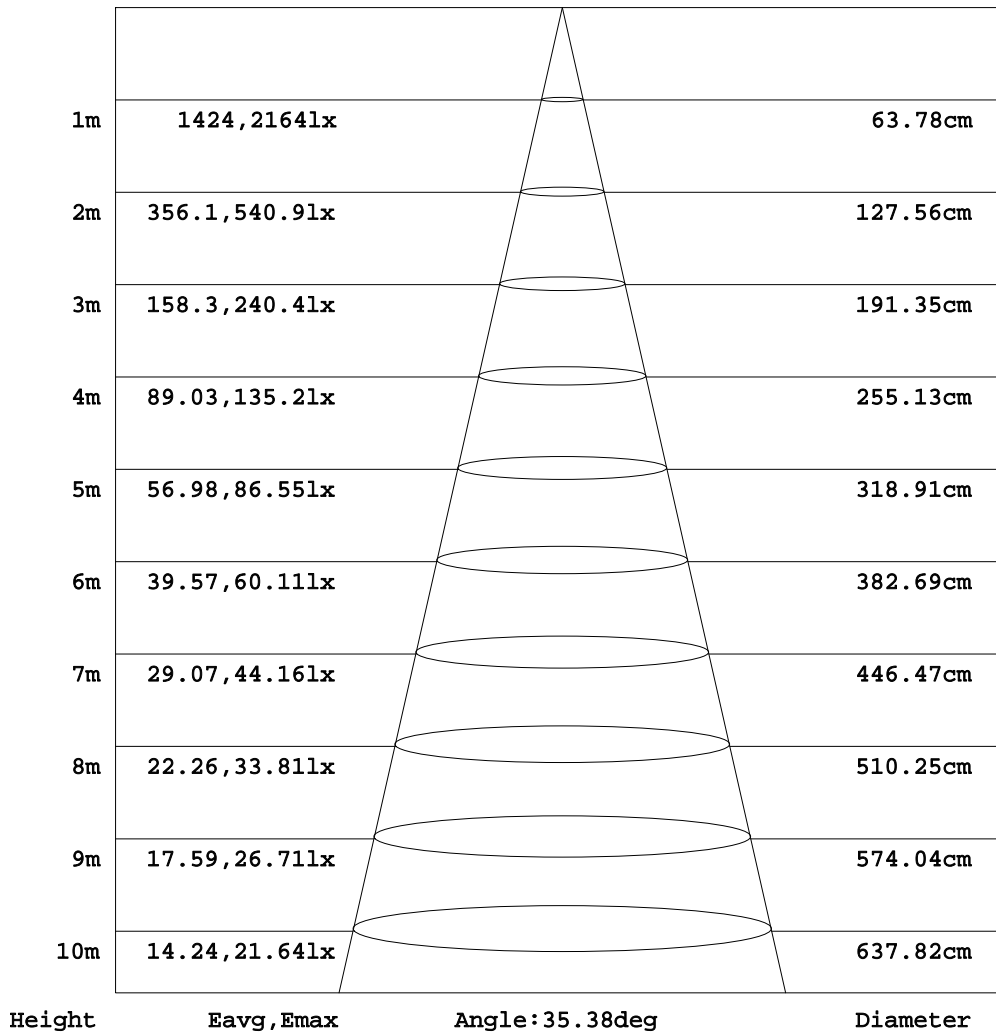 1m 1424,2164lx 63.78cm
2m 356.1,540.9lx 127.56cm
3m 158.3,240.4lx 191.35cm
4m 89.03,135.2lx 255.13cm
5m 56.98,86.55lx 318.91cm
6m 39.57,60.11lx 382.69cm
7m 29.07,44.16lx 446.47cm
8m 22.26,33.81lx 510.25cm
9m 17.59,26.71lx 574.04cm
10m 14.24,21.64lx 637.82cm
Height Eavg,Emax Angle:35.38deg Diameter